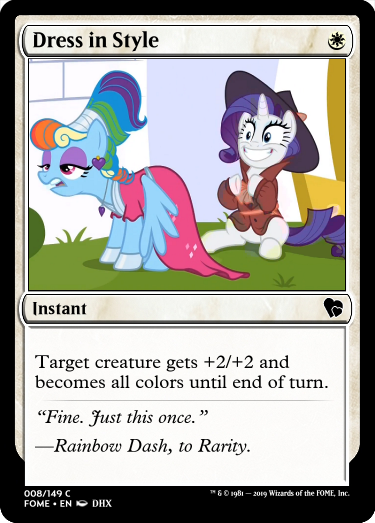 Dress in Style
Instant
Target creature gets +2/+2 and
becomes all colors until end of turn.
“Fine. Just this once.”
—Rainbow Dash, to Rarity.
008/149 C
FOME • EN DHX
™ & © 1981 — 2019 Wizards of the FOME, Inc.